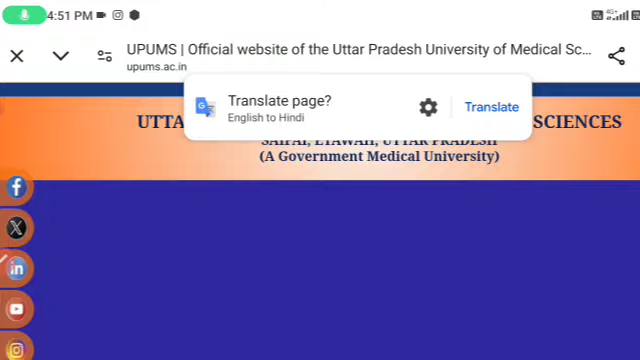 4:51 PM
4G+
UPUMS | Official website of the Uttar Pradesh University of Medical Sc...
upums.ac.in
Translate page?
English to Hindi
Translate
UTTA SCIENCES
SAIFAI, ETAWAH, UTTAR PRADESH
(A Government Medical University)